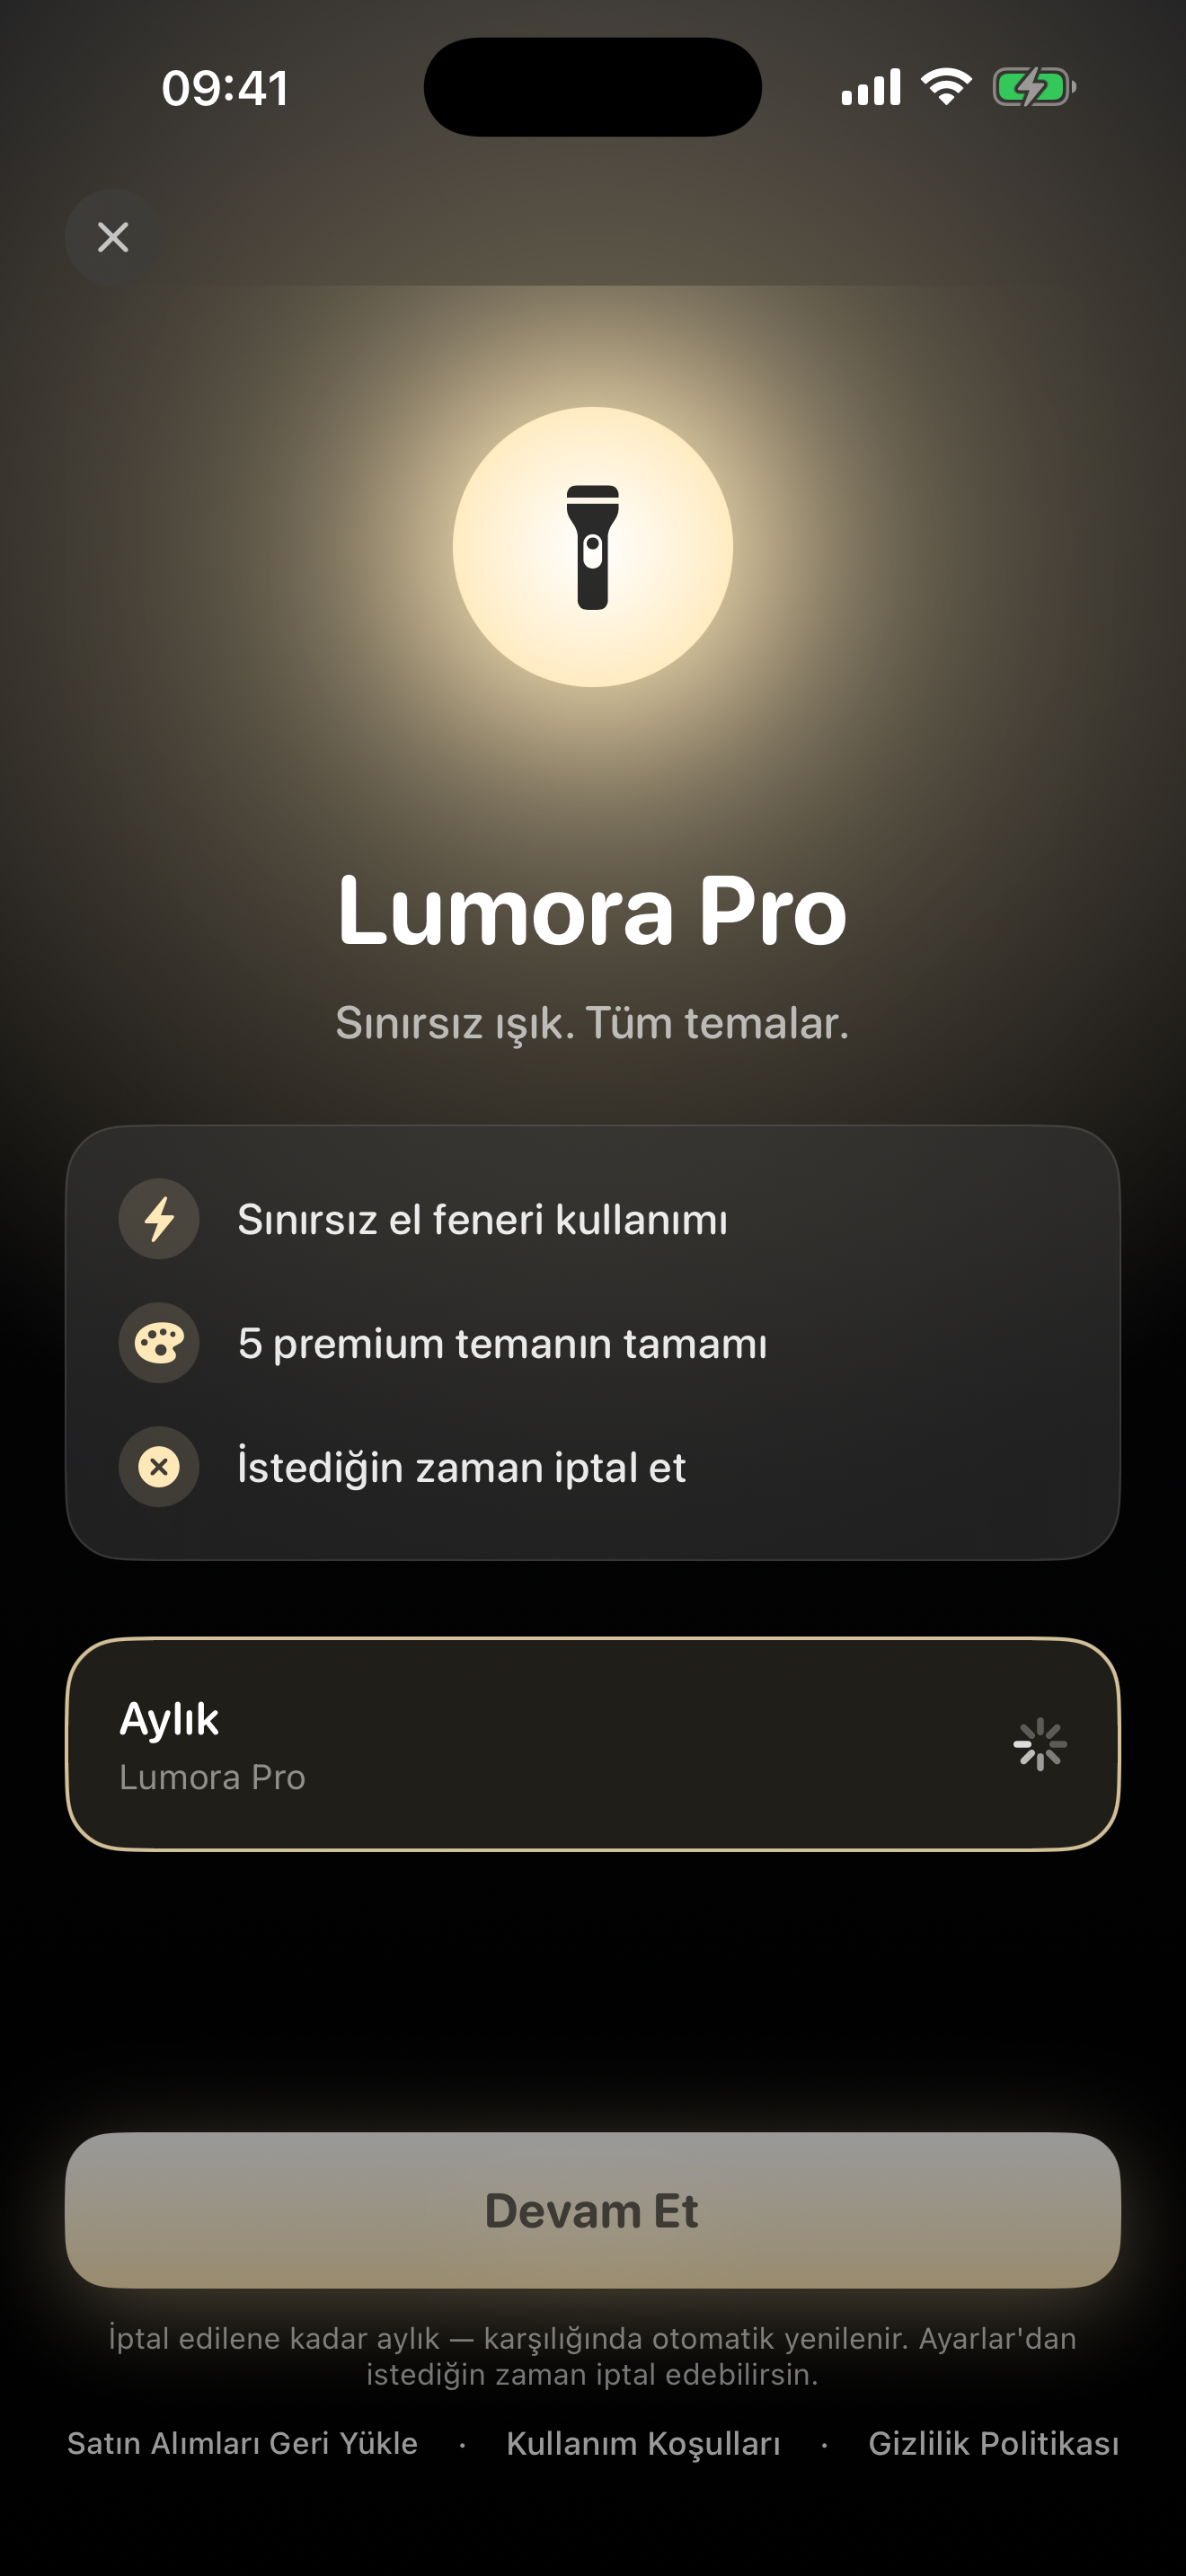 09:41
Lumora Pro
Sınırsız ışık. Tüm temalar.
Sınırsız el feneri kullanımı
5 premium temanın tamamı
İstediğin zaman iptal et
Aylık
Lumora Pro
Devam Et
İptal edilene kadar aylık — karşılığında otomatik yenilenir. Ayarlar'dan
istediğin zaman iptal edebilirsin.
Satın Alımları Geri Yükle · Kullanım Koşulları · Gizlilik Politikası